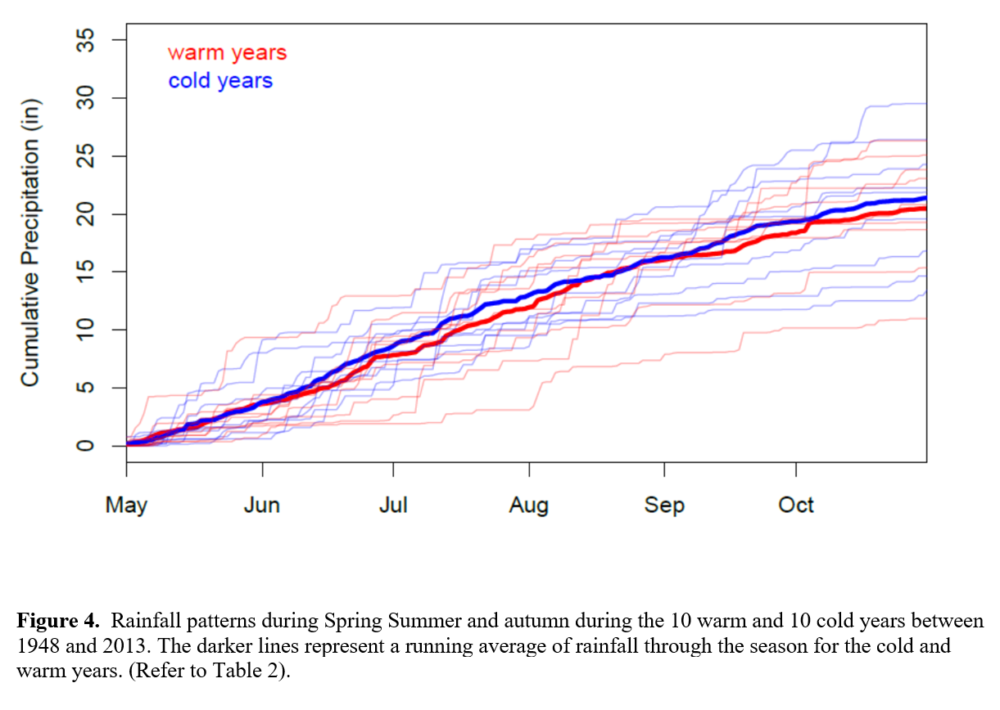 warm years
cold years
Cumulative Precipitation (in)
35
30
25
20
15
10
5
0
May Jun Jul Aug Sep Oct
Figure 4. Rainfall patterns during Spring Summer and autumn during the 10 warm and 10 cold years between
1948 and 2013. The darker lines represent a running average of rainfall through the season for the cold and
warm years. (Refer to Table 2).